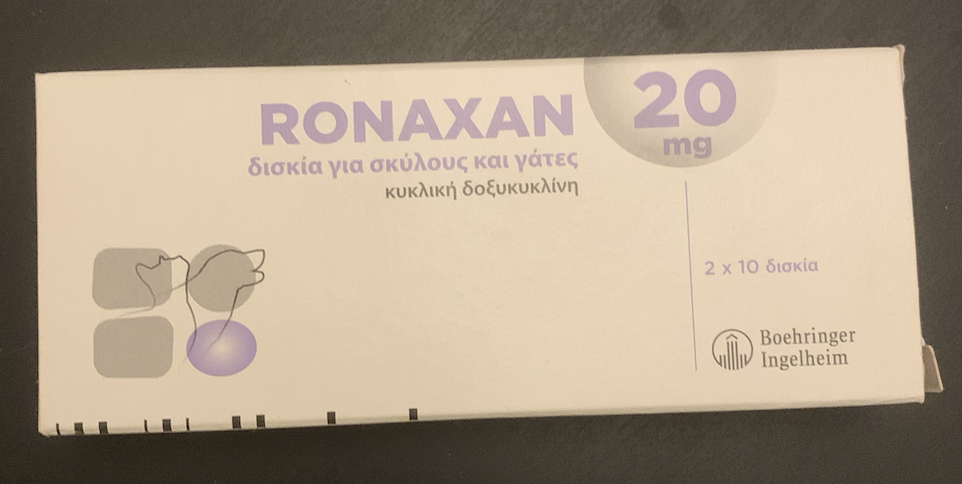 RONAXAN
20
mg
δισκία για σκύλους και γάτες
κυκλική δοξυκυκλίνη
2 x 10 δισκία
Boehringer
Ingelheim